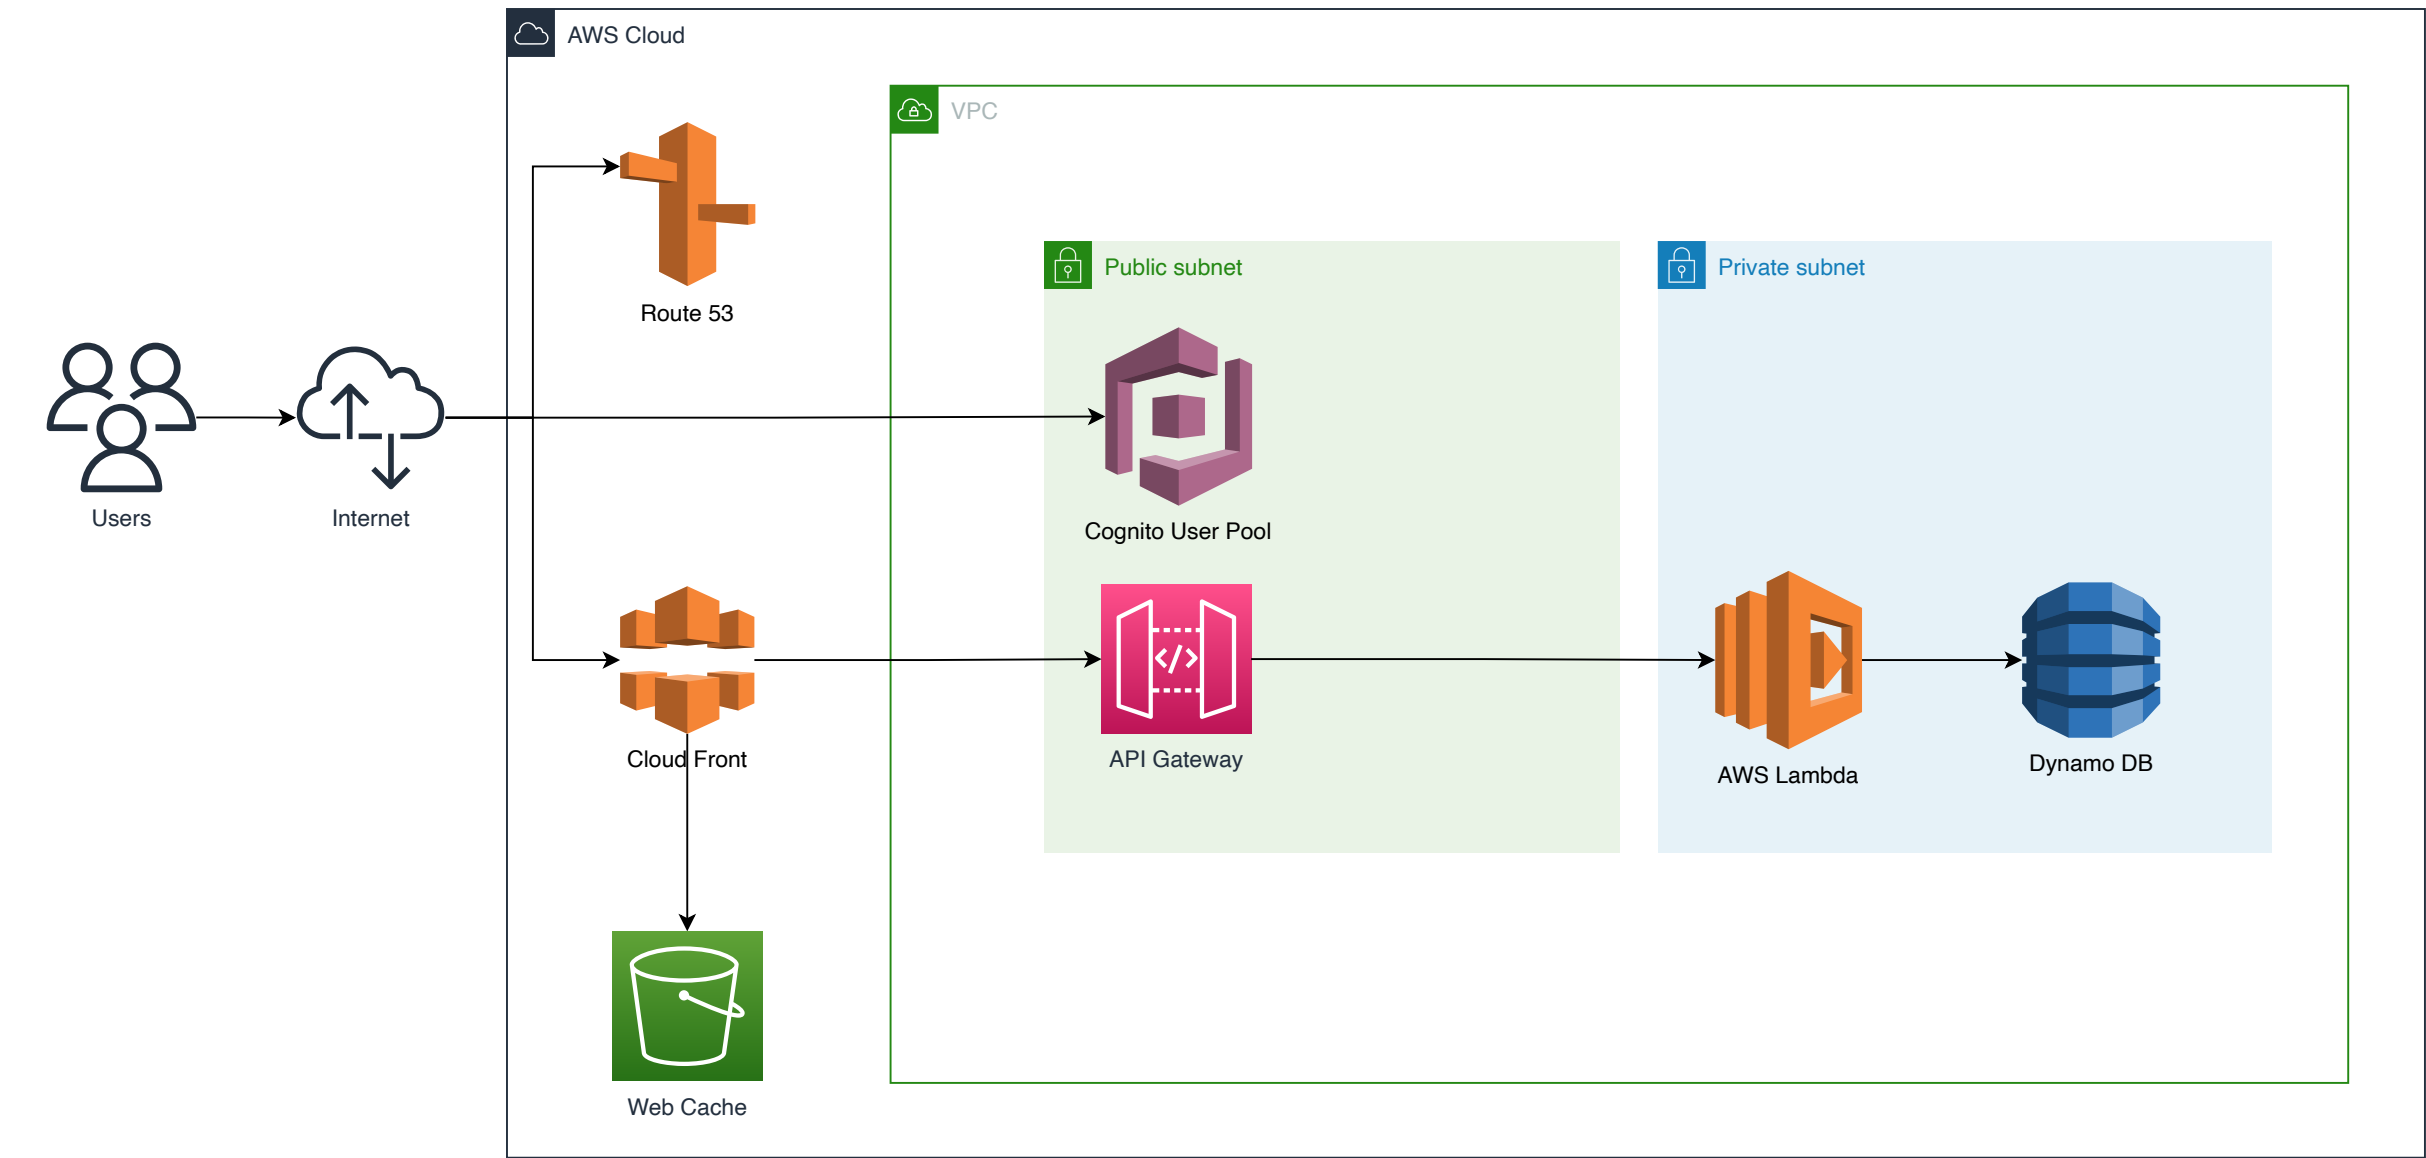 AWS Cloud
VPC
Route 53
Public subnet
Private subnet
Users
Internet
Cognito User Pool
Cloud Front
API Gateway
AWS Lambda
Dynamo DB
</>
Web Cache